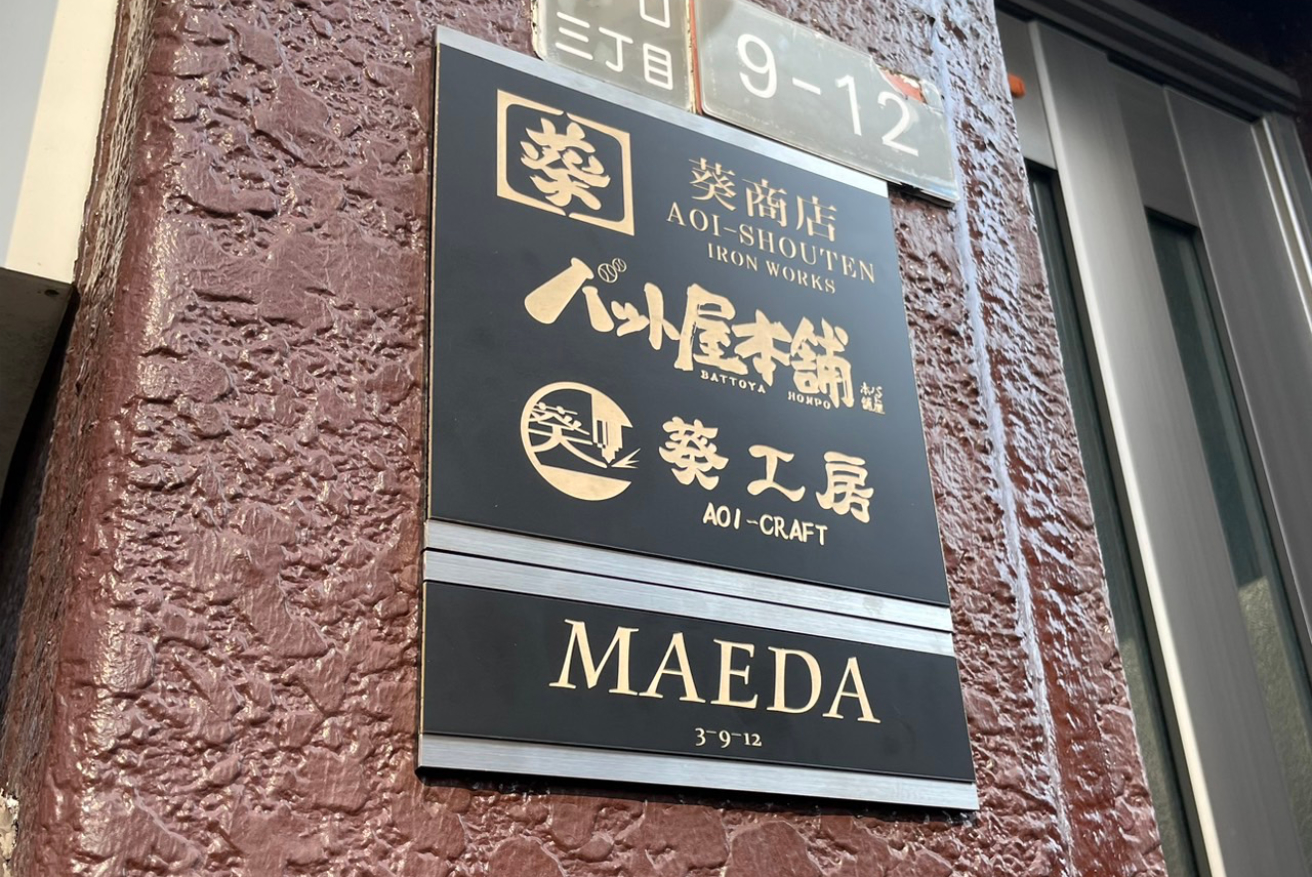 三丁目
9-12
葵
葵商店
AOI-SHOUTEN
IRON WORKS
バット屋本舗
BATTOYA HONPO
葵
葵工房
AOI-CRAFT
MAEDA
3-9-12